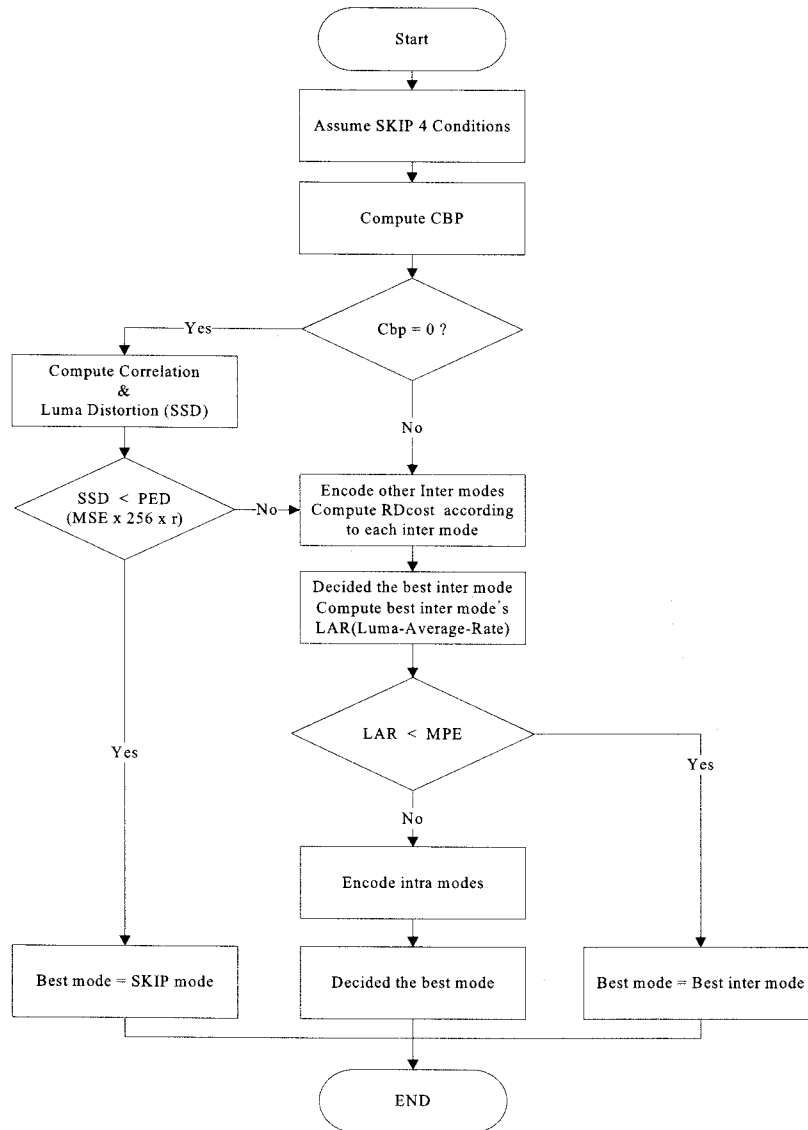 Start
Assume SKIP 4 Conditions
Compute CBP
Cbp = 0 ?
Yes
Compute Correlation
&
Luma Distortion (SSD)
No
SSD < PED
(MSE x 256 x r)
No
Encode other Inter modes
Compute RDcost according
to each inter mode
Decided the best inter mode
Compute best inter mode's
LAR(Luma-Average-Rate)
LAR < MPE
Yes
Yes
No
Encode intra modes
Best mode = SKIP mode
Decided the best mode
Best mode = Best inter mode
END